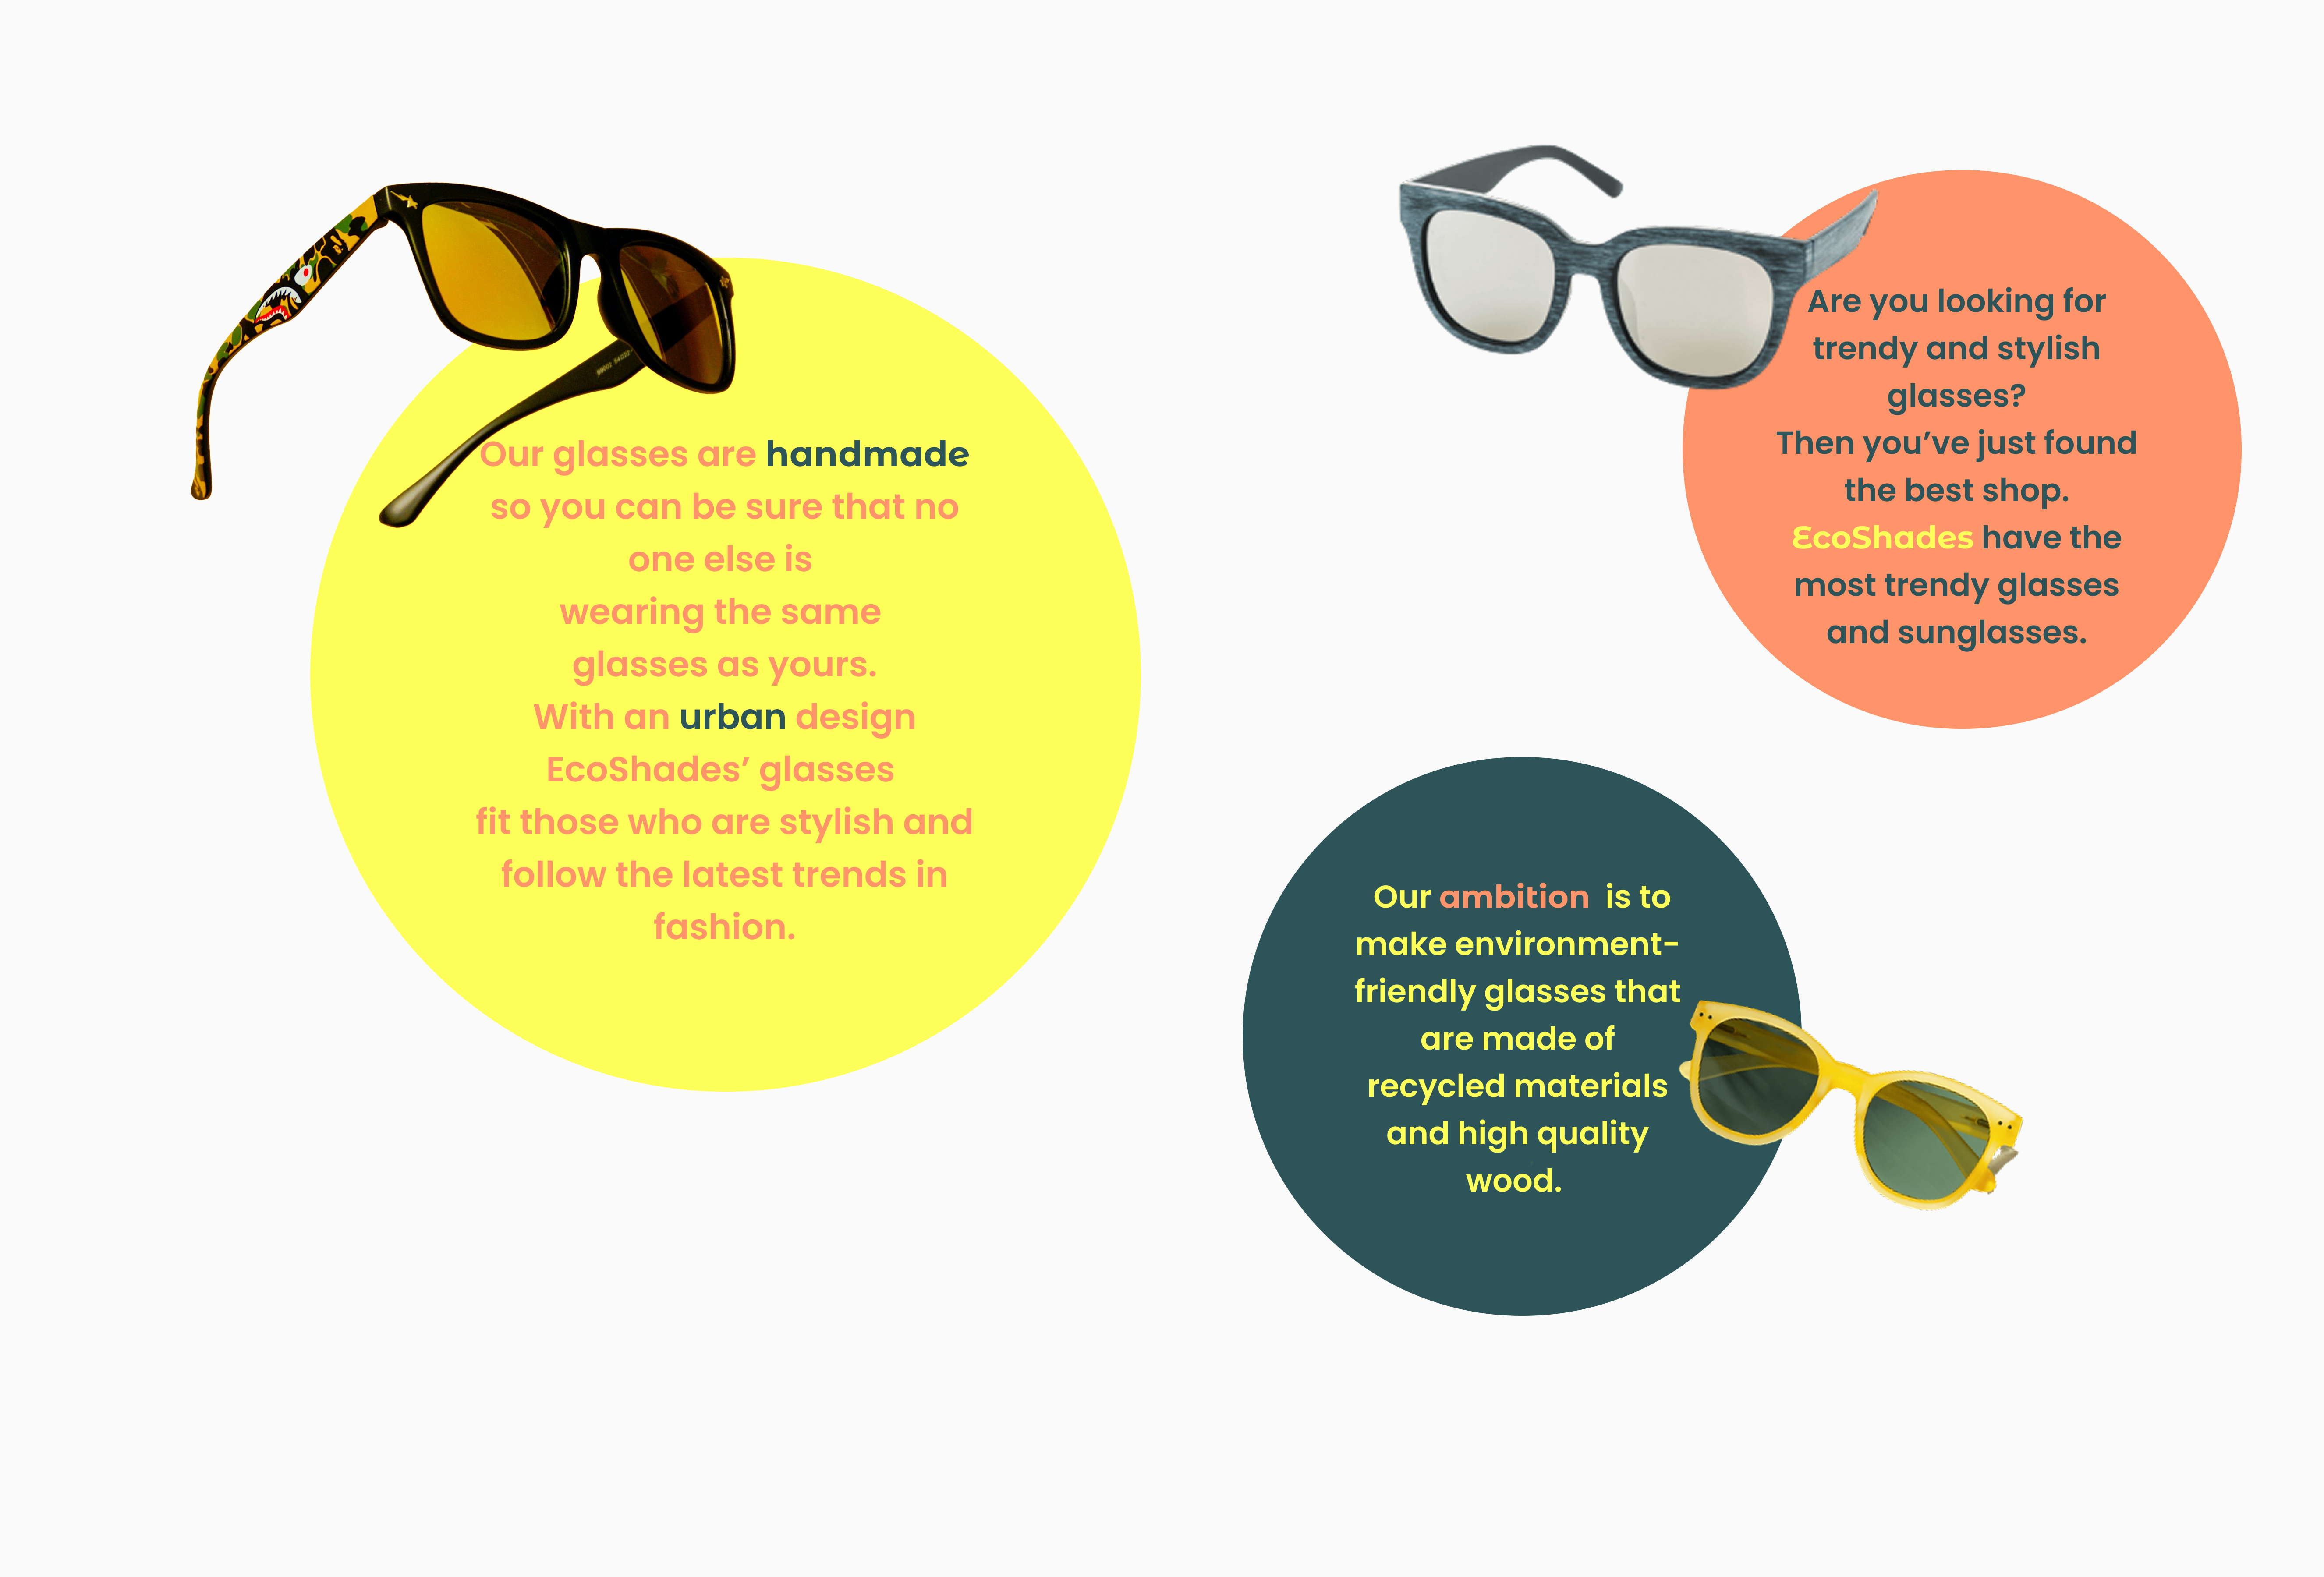 Our glasses are handmade
so you can be sure that no
one else is
wearing the same
glasses as yours.
With an urban design
EcoShades’ glasses
fit those who are stylish and
follow the latest trends in
fashion.
Are you looking for
trendy and stylish
glasses?
Then you’ve just found
the best shop.
EcoShades have the
most trendy glasses
and sunglasses.
Our ambition  is to
make environment-
friendly glasses that
are made of
recycled materials
and high quality
wood.